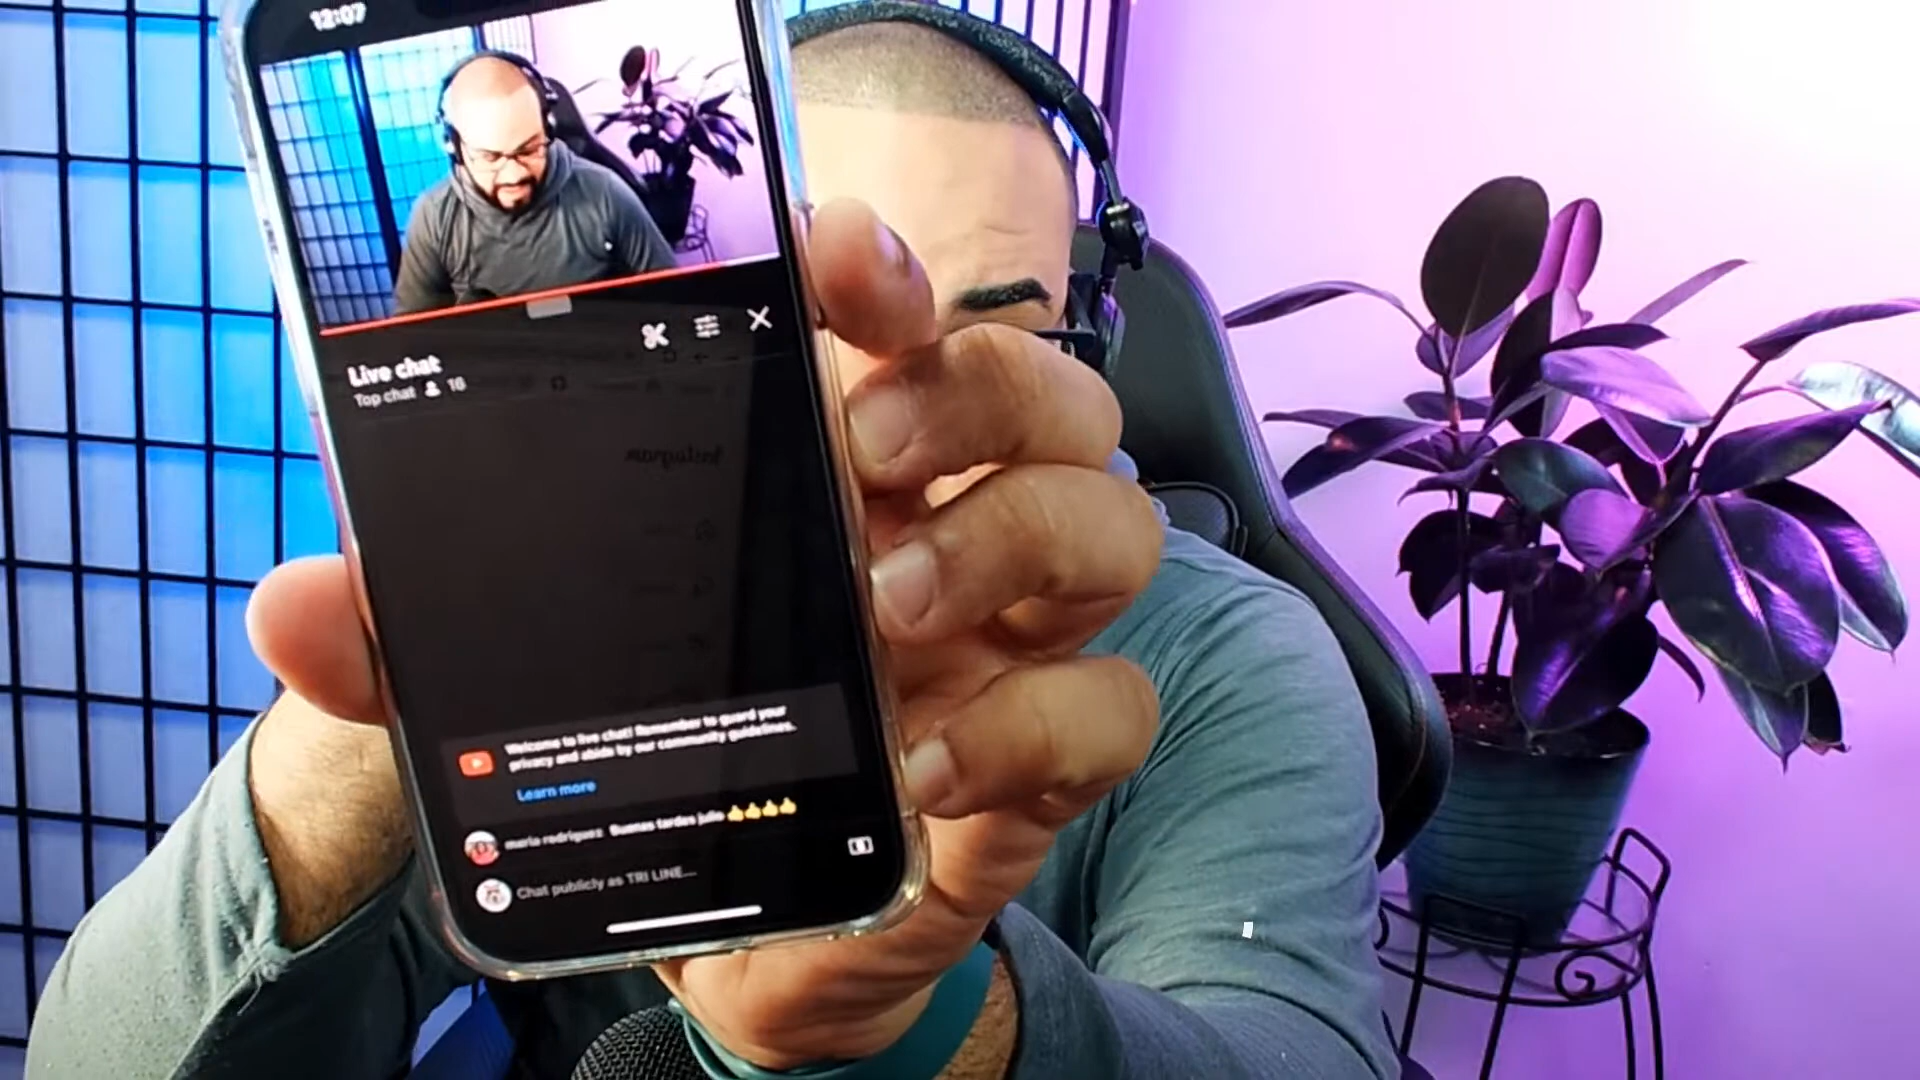 12:07
Live chat
Top chat 16
Welcome to live chat! Remember to guard your
privacy and abide by our community guidelines.
Learn more
maria rodriguez Buenas tardes julio 👍👍👍👍
Chat publicly as TRI LINE...